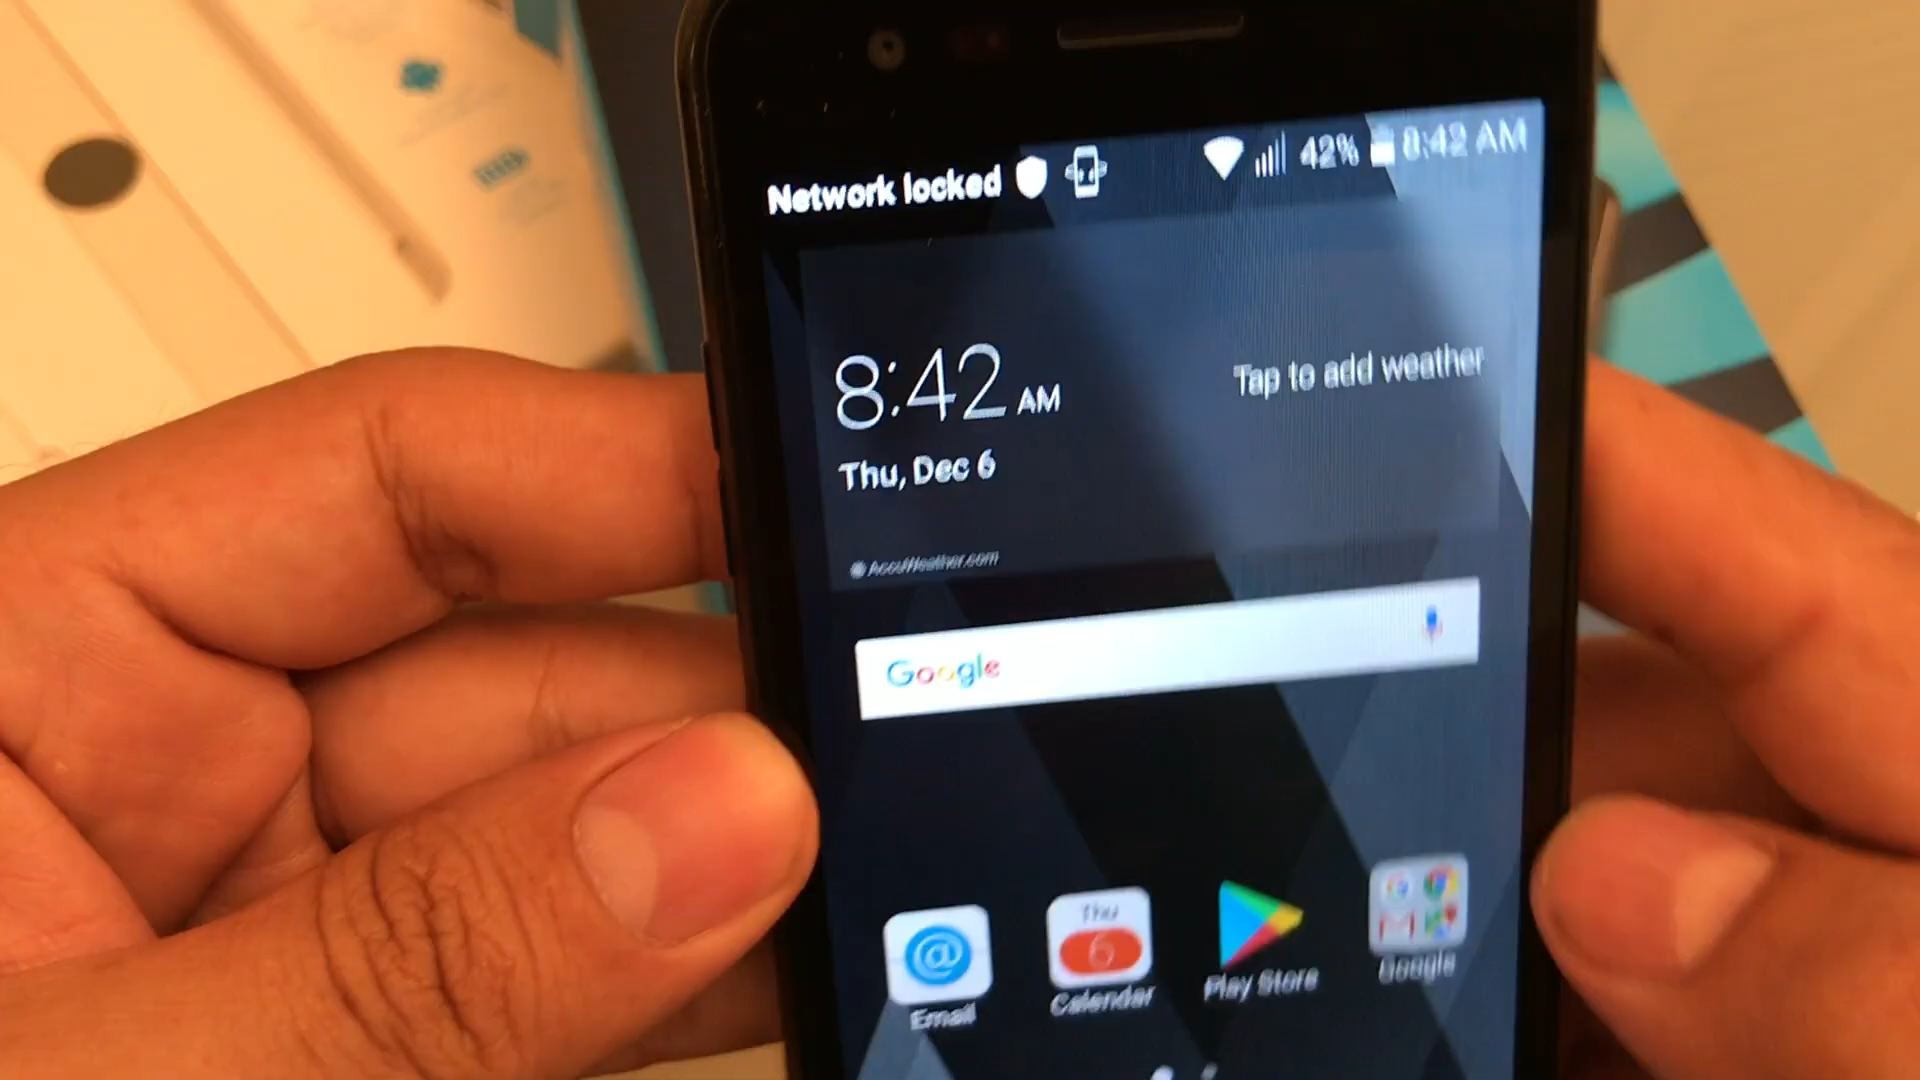 Network locked 42% 8:42 AM
8:42 AM
Tap to add weather
Thu, Dec 6
AccuWeather.com
Google
Thu
6
Email
Calendar
Play Store
Google